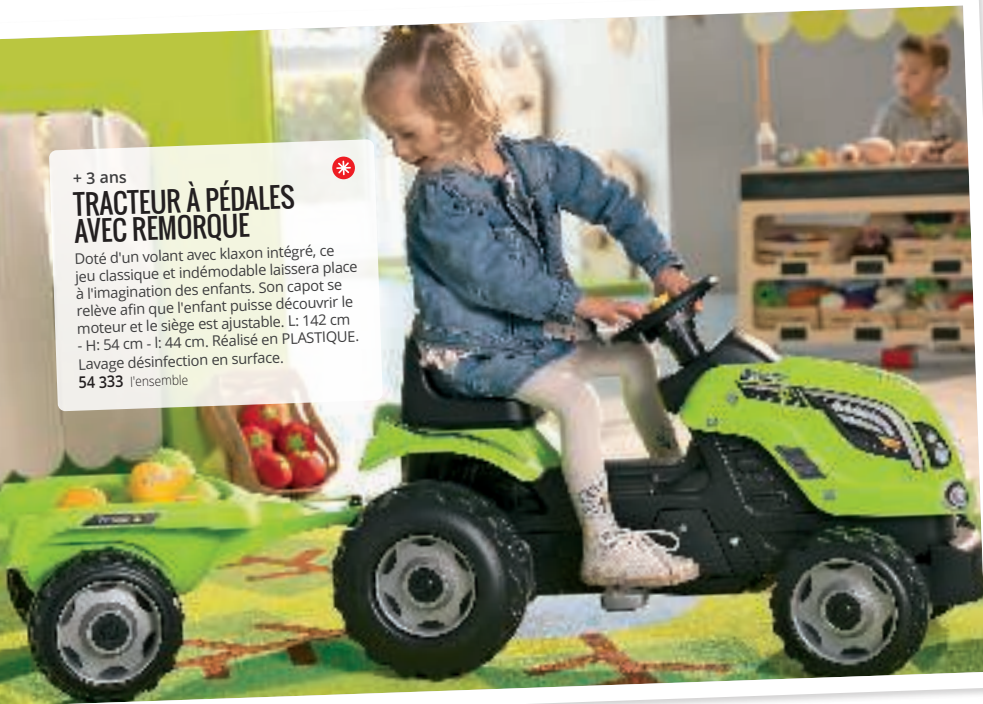 + 3 ans
TRACTEUR À PÉDALES
AVEC REMORQUE
Doté d'un volant avec klaxon intégré, ce
jeu classique et indémodable laissera place
à l'imagination des enfants. Son capot se
relève afin que l'enfant puisse découvrir le
moteur et le siège est ajustable. L: 142 cm
- H: 54 cm - l: 44 cm. Réalisé en PLASTIQUE.
Lavage désinfection en surface.
54 333 l'ensemble